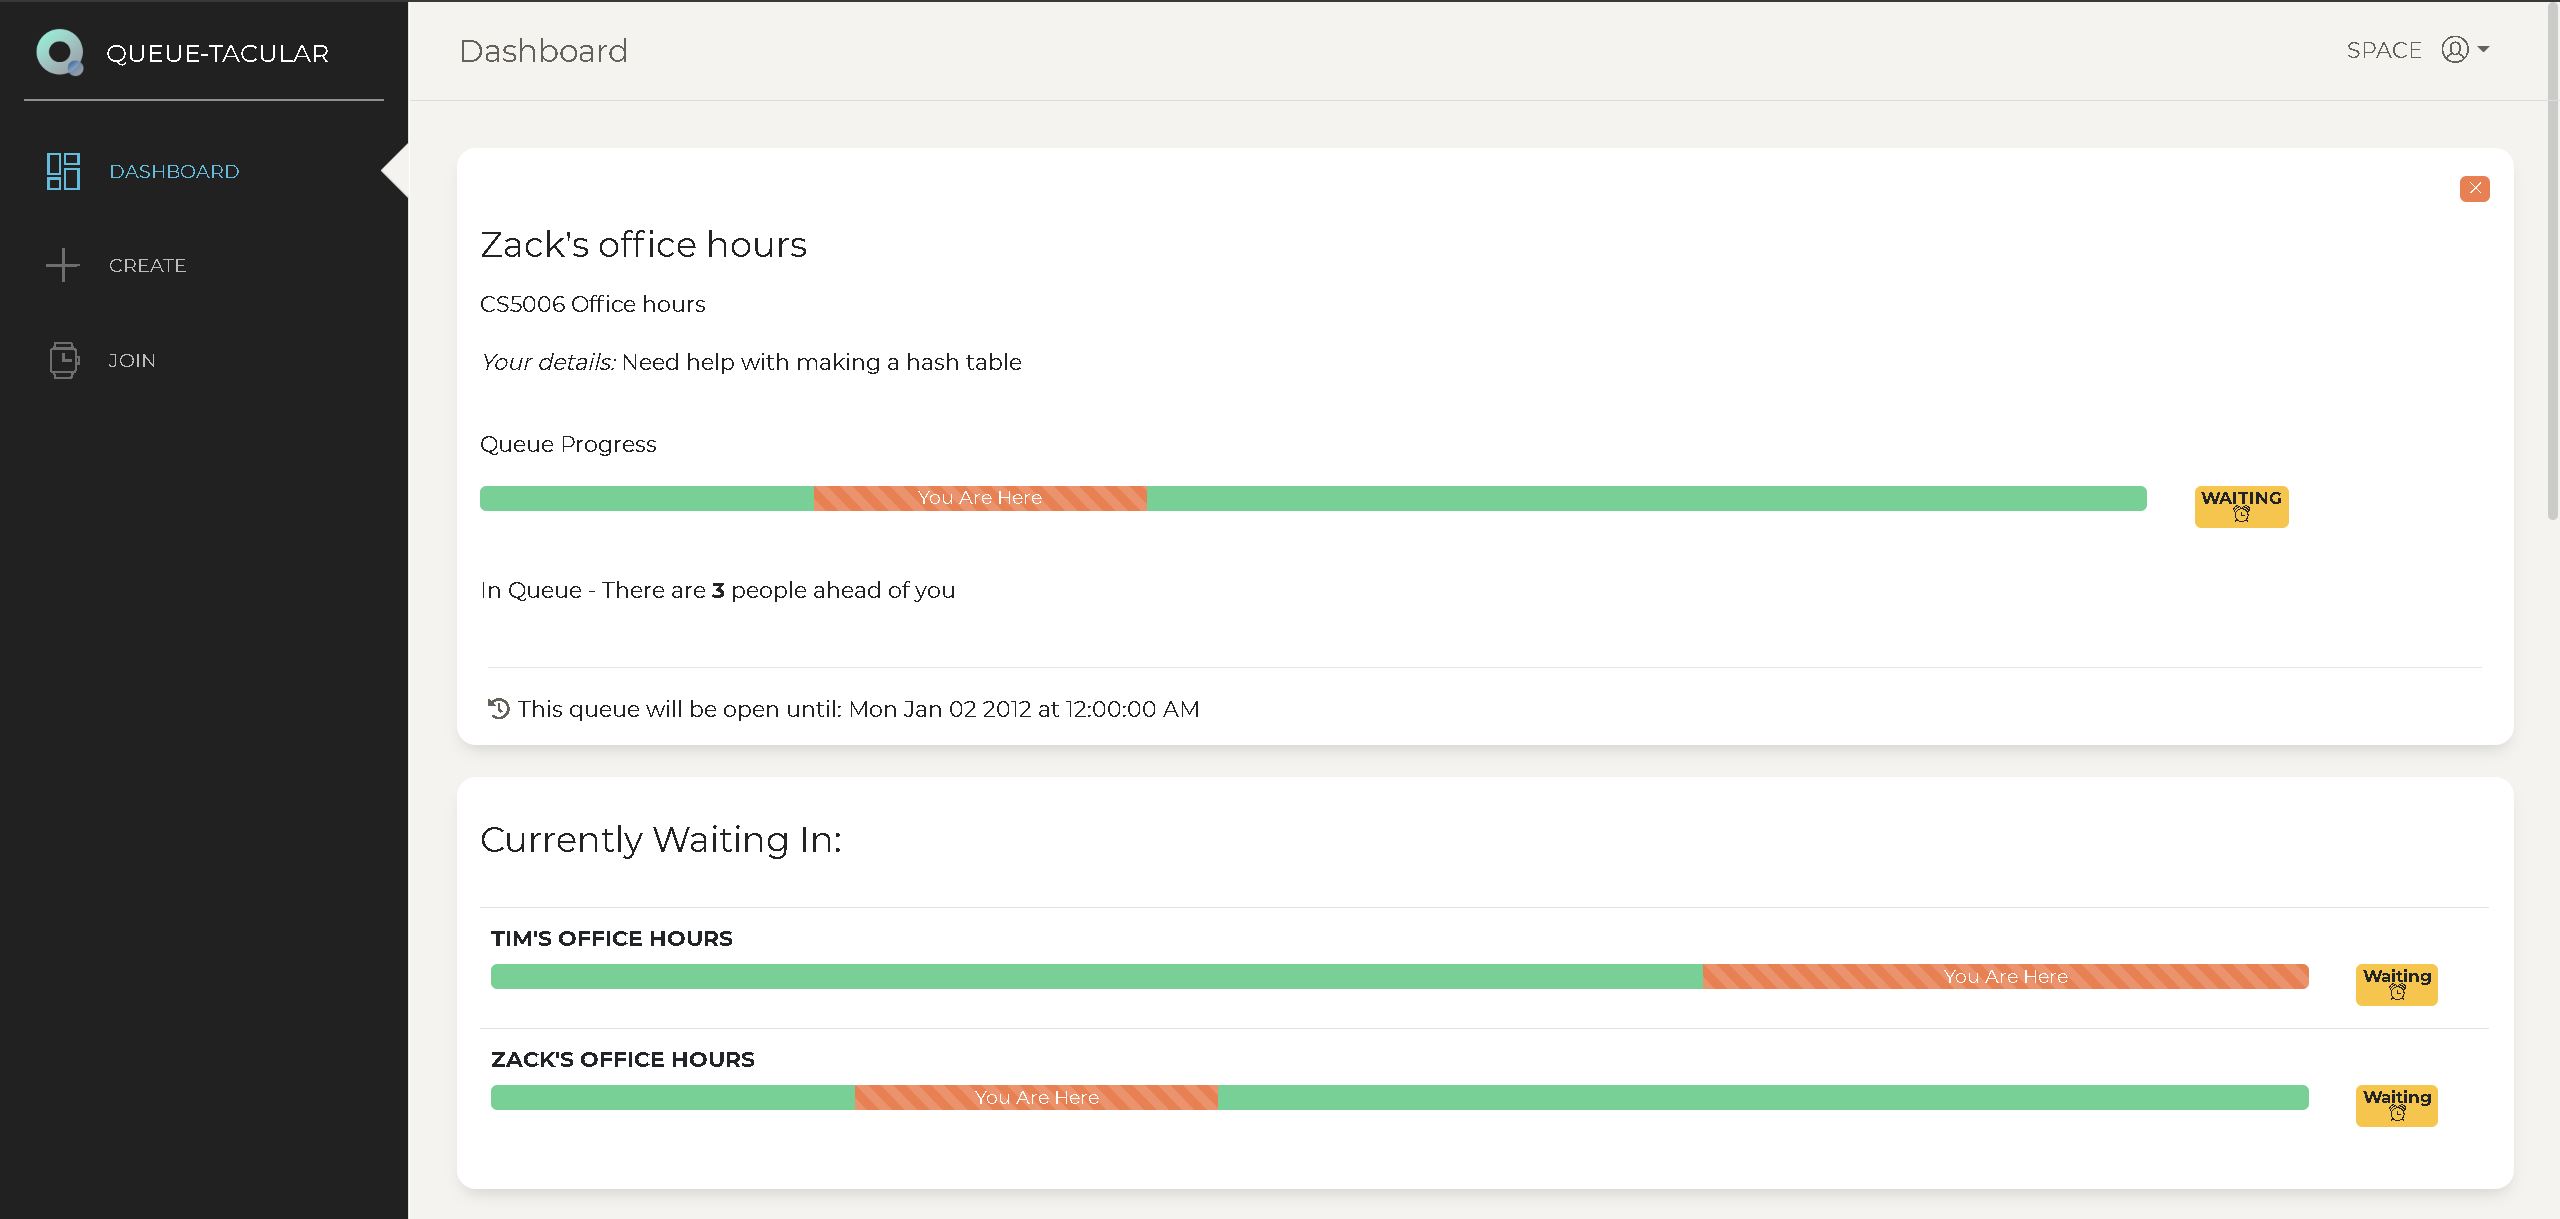 QUEUE-TACULAR
Dashboard
SPACE
DASHBOARD
CREATE
JOIN
Zack's office hours
CS5006 Office hours
Your details: Need help with making a hash table
Queue Progress
You Are Here
WAITING
In Queue - There are 3 people ahead of you
This queue will be open until: Mon Jan 02 2012 at 12:00:00 AM
Currently Waiting In:
TIM'S OFFICE HOURS
You Are Here
Waiting
ZACK'S OFFICE HOURS
You Are Here
Waiting